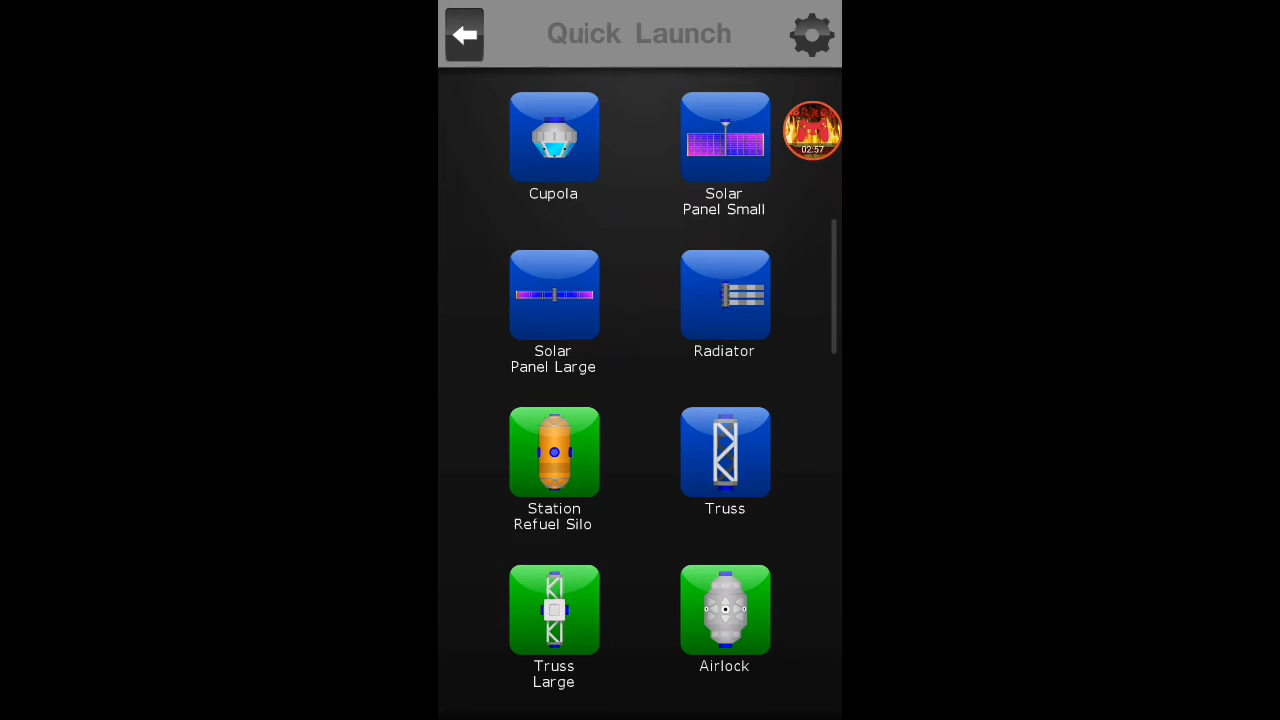 Quick Launch
Cupola
Solar
Panel Small
02:57
Solar
Panel Large
Radiator
Station
Refuel Silo
Truss
Truss
Large
Airlock